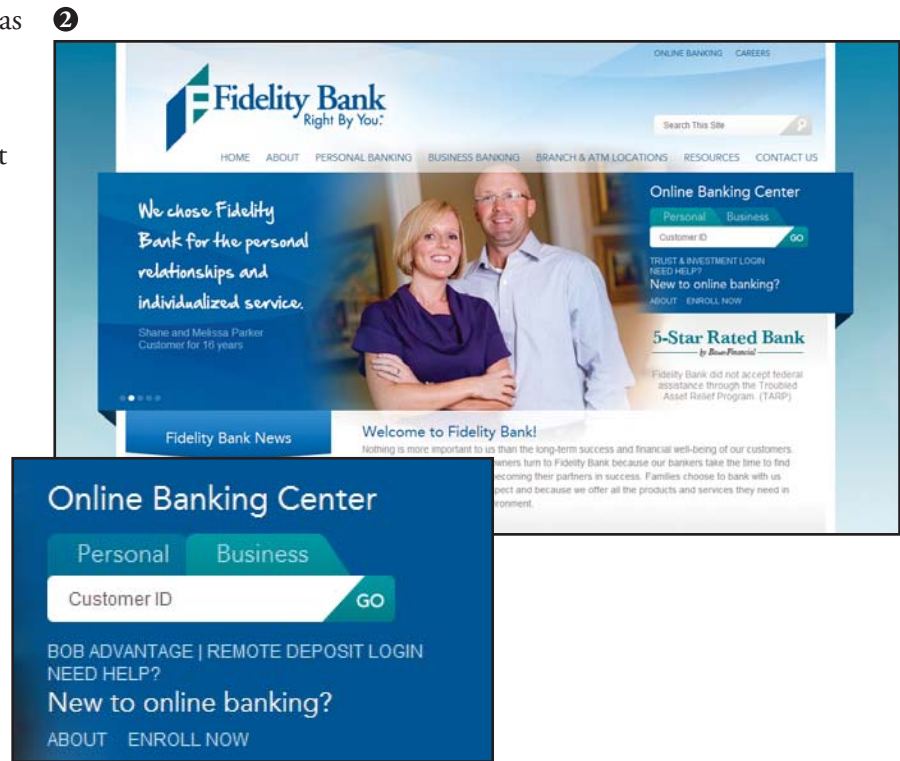 as
❷
t
ONLINE BANKING CAREERS
Fidelity Bank
Right By You.
Search This Site
HOME ABOUT PERSONAL BANKING BUSINESS BANKING BRANCH & ATM LOCATIONS RESOURCES CONTACT US
We chose Fidelity
Bank for the personal
relationships and
individualized service.
Shane and Melissa Parker
Customer for 16 years
Online Banking Center
Personal Business
Customer ID GO
TRUST & INVESTMENT LOGIN
NEED HELP?
New to online banking?
ABOUT ENROLL NOW
5-Star Rated Bank
by BauerFinancial
Fidelity Bank did not accept federal
assistance through the Troubled
Asset Relief Program. (TARP)
Fidelity Bank News
Welcome to Fidelity Bank!
Nothing is more important to us than the long-term success and financial well-being of our customers.
wners turn to Fidelity Bank because our bankers take the time to find
ecoming their partners in success. Families choose to bank with us
pect and because we offer all the products and services they need in
ironment.
Online Banking Center
Personal Business
Customer ID GO
BOB ADVANTAGE | REMOTE DEPOSIT LOGIN
NEED HELP?
New to online banking?
ABOUT ENROLL NOW